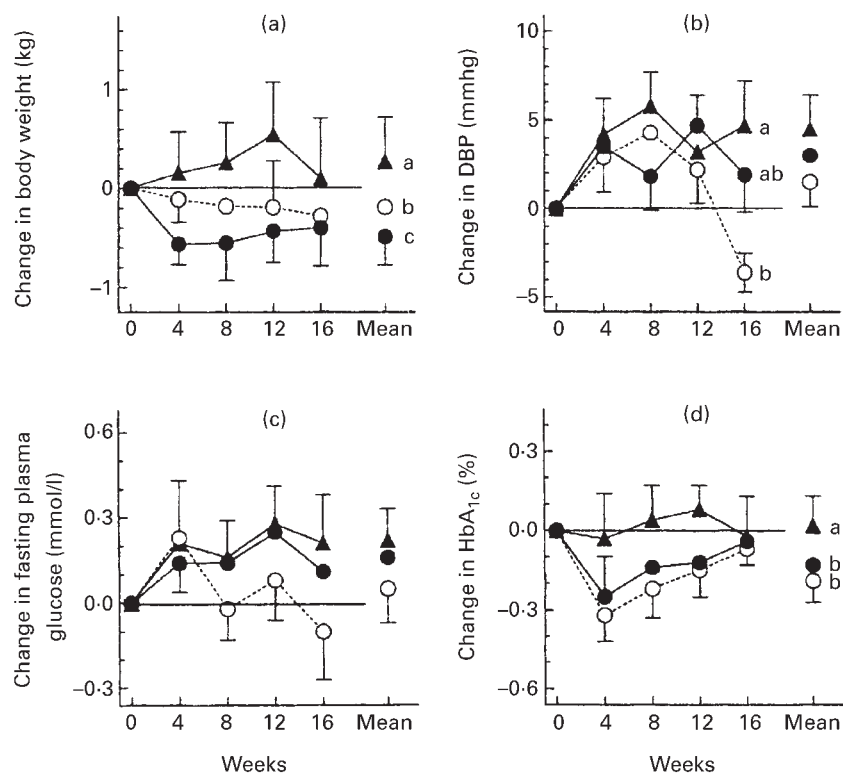 (a)
Change in body weight (kg)
1
0
−1
a
b
c
0 4 8 12 16 Mean
(b)
Change in DBP (mmhg)
10
5
0
−5
a
ab
b
0 4 8 12 16 Mean
(c)
Change in fasting plasma
glucose (mmol/l)
0·6
0·3
0·0
−0·3
0 4 8 12 16 Mean
Weeks
(d)
Change in HbA1c (%)
0·3
0·0
−0·3
−0·6
a
b
b
0 4 8 12 16 Mean
Weeks